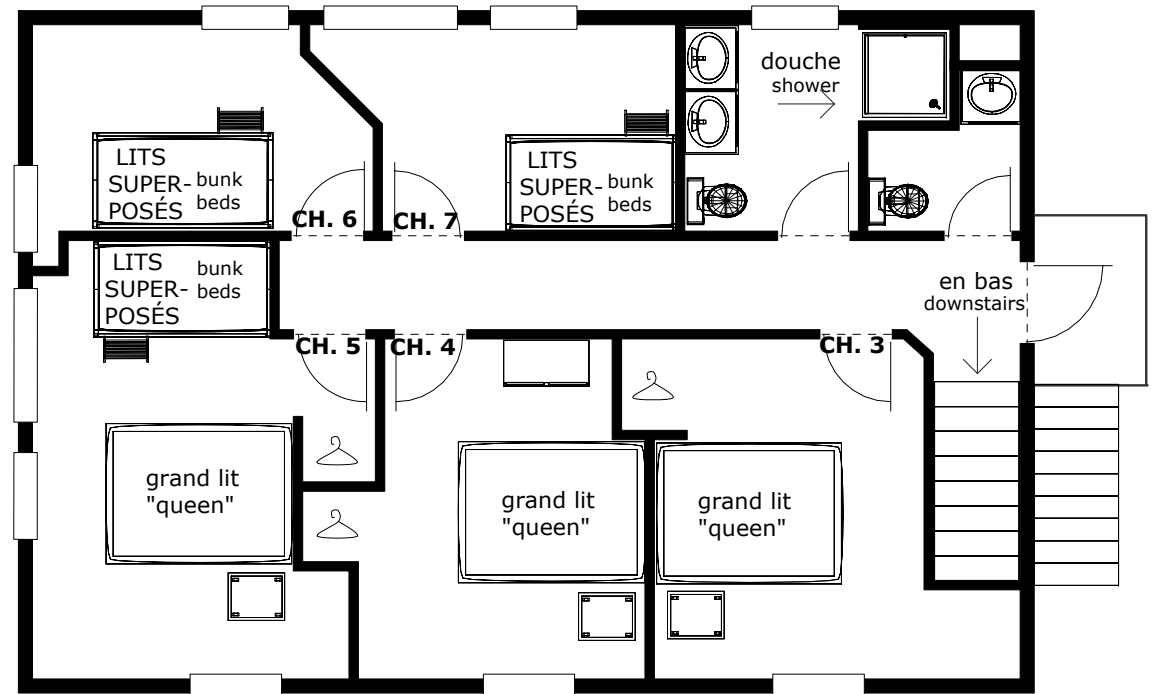 douche
shower
LITS
SUPER-
POSÉS
bunk
beds
LITS
SUPER-
POSÉS
bunk
beds
CH. 6
CH. 7
LITS
SUPER-
POSÉS
bunk
beds
en bas
downstairs
CH. 5
CH. 4
CH. 3
grand lit
"queen"
grand lit
"queen"
grand lit
"queen"